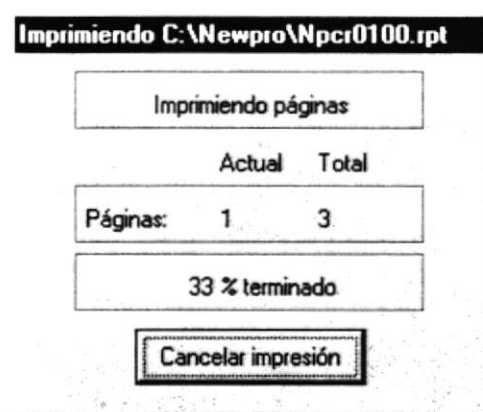 Imprimiendo C:\Newpro\Npcr0100.rpt
Imprimiendo páginas
Actual Total
Páginas: 1 3
33 % terminado
Cancelar impresión